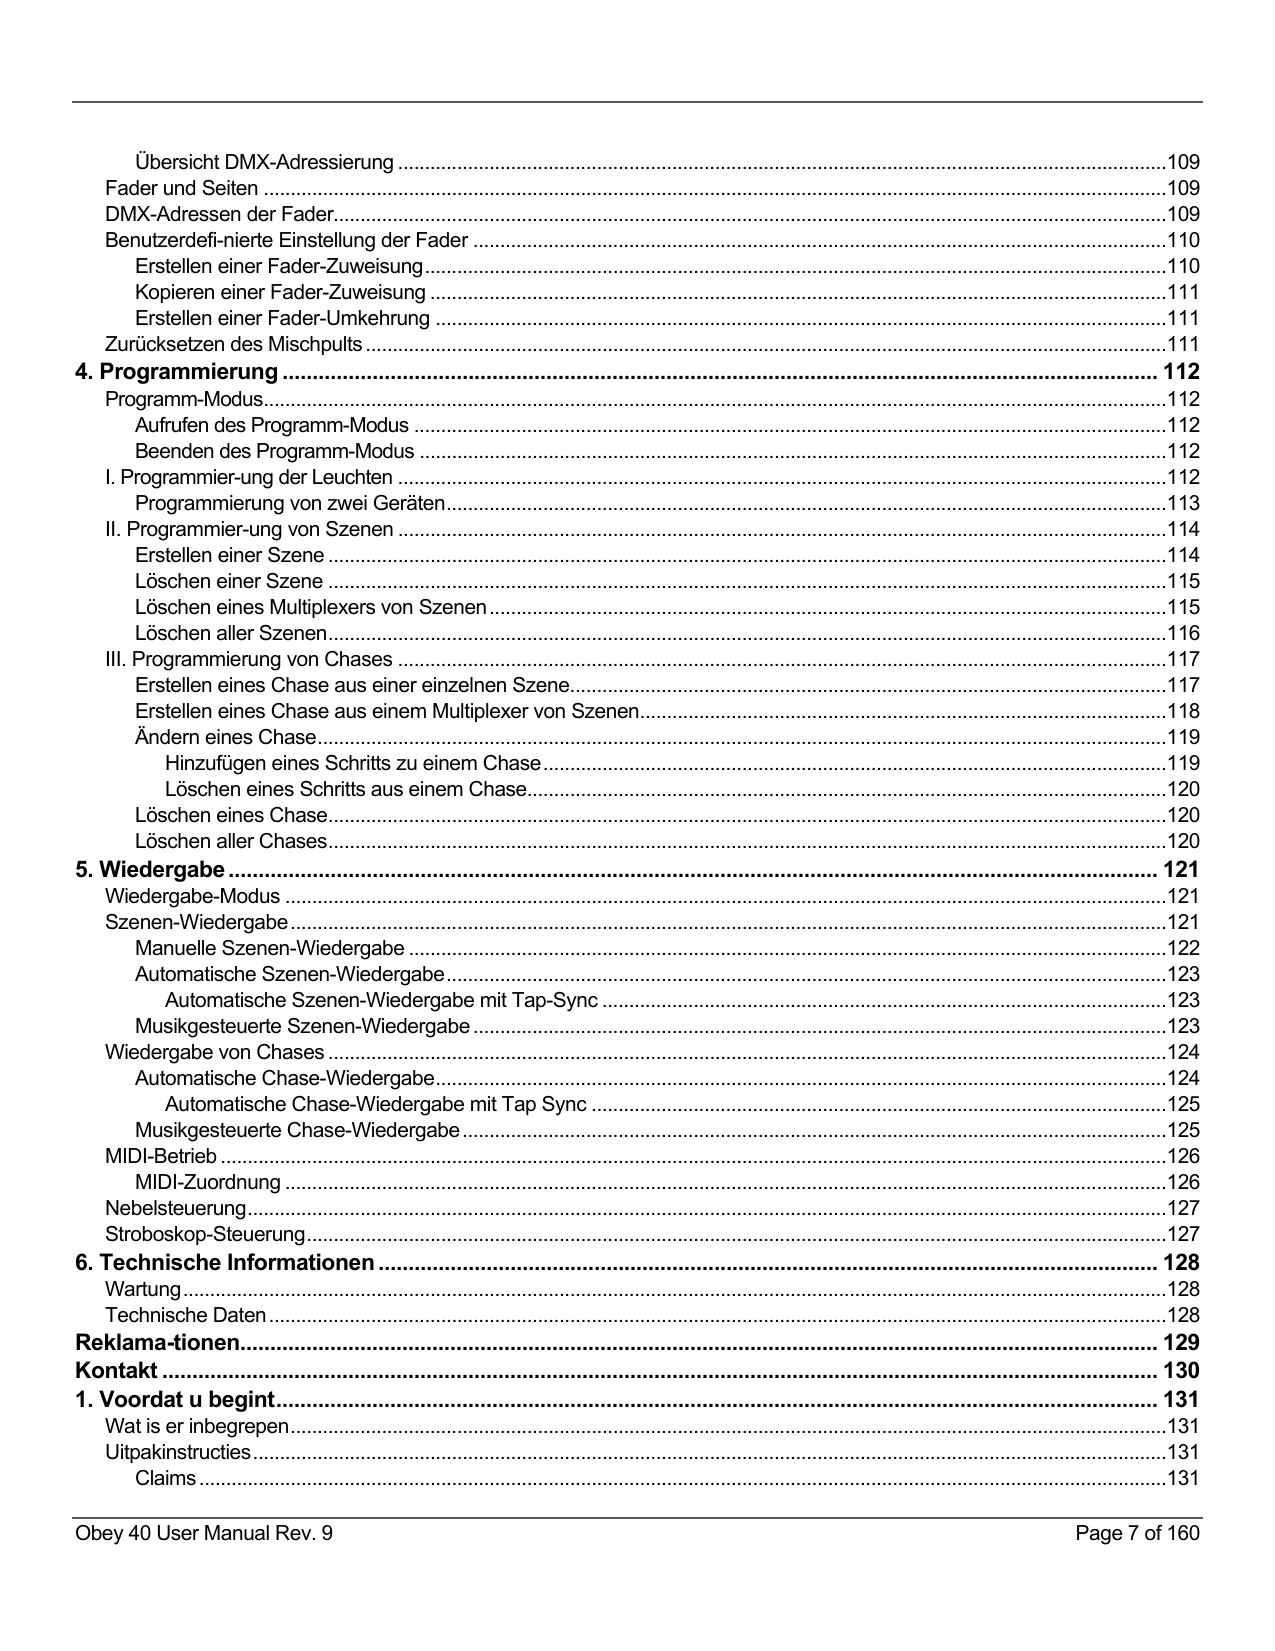 Übersicht DMX-Adressierung ........................................................109
Fader und Seiten ........................................................109
DMX-Adressen der Fader........................................................109
Benutzerdefi-nierte Einstellung der Fader ........................................................110
Erstellen einer Fader-Zuweisung........................................................110
Kopieren einer Fader-Zuweisung ........................................................111
Erstellen einer Fader-Umkehrung ........................................................111
Zurücksetzen des Mischpults ........................................................111
4. Programmierung ........................................................ 112
Programm-Modus........................................................112
Aufrufen des Programm-Modus ........................................................112
Beenden des Programm-Modus ........................................................112
I. Programmier-ung der Leuchten ........................................................112
Programmierung von zwei Geräten........................................................113
II. Programmier-ung von Szenen ........................................................114
Erstellen einer Szene ........................................................114
Löschen einer Szene ........................................................115
Löschen eines Multiplexers von Szenen ........................................................115
Löschen aller Szenen........................................................116
III. Programmierung von Chases ........................................................117
Erstellen eines Chase aus einer einzelnen Szene........................................................117
Erstellen eines Chase aus einem Multiplexer von Szenen........................................................118
Ändern eines Chase........................................................119
Hinzufügen eines Schritts zu einem Chase ........................................................119
Löschen eines Schritts aus einem Chase........................................................120
Löschen eines Chase........................................................120
Löschen aller Chases........................................................120
5. Wiedergabe ........................................................ 121
Wiedergabe-Modus ........................................................121
Szenen-Wiedergabe ........................................................121
Manuelle Szenen-Wiedergabe ........................................................122
Automatische Szenen-Wiedergabe........................................................123
Automatische Szenen-Wiedergabe mit Tap-Sync ........................................................123
Musikgesteuerte Szenen-Wiedergabe ........................................................123
Wiedergabe von Chases ........................................................124
Automatische Chase-Wiedergabe........................................................124
Automatische Chase-Wiedergabe mit Tap Sync ........................................................125
Musikgesteuerte Chase-Wiedergabe ........................................................125
MIDI-Betrieb ........................................................126
MIDI-Zuordnung ........................................................126
Nebelsteuerung........................................................127
Stroboskop-Steuerung........................................................127
6. Technische Informationen ........................................................ 128
Wartung ........................................................128
Technische Daten ........................................................128
Reklama-tionen........................................................ 129
Kontakt ........................................................ 130
1. Voordat u begint........................................................ 131
Wat is er inbegrepen........................................................131
Uitpakinstructies ........................................................131
Claims ........................................................131
Obey 40 User Manual Rev. 9 Page 7 of 160